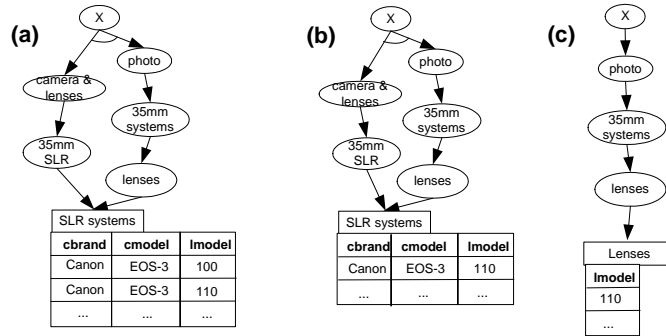 (a)
X
camera &
lenses
photo
35mm
systems
35mm
SLR
lenses
SLR systems
cbrand cmodel lmodel
Canon EOS-3 100
Canon EOS-3 110
... ... ...
(b)
X
camera &
lenses
photo
35mm
systems
35mm
SLR
lenses
SLR systems
cbrand cmodel lmodel
Canon EOS-3 110
... ... ...
(c)
X
photo
35mm
systems
lenses
Lenses
lmodel
110
...